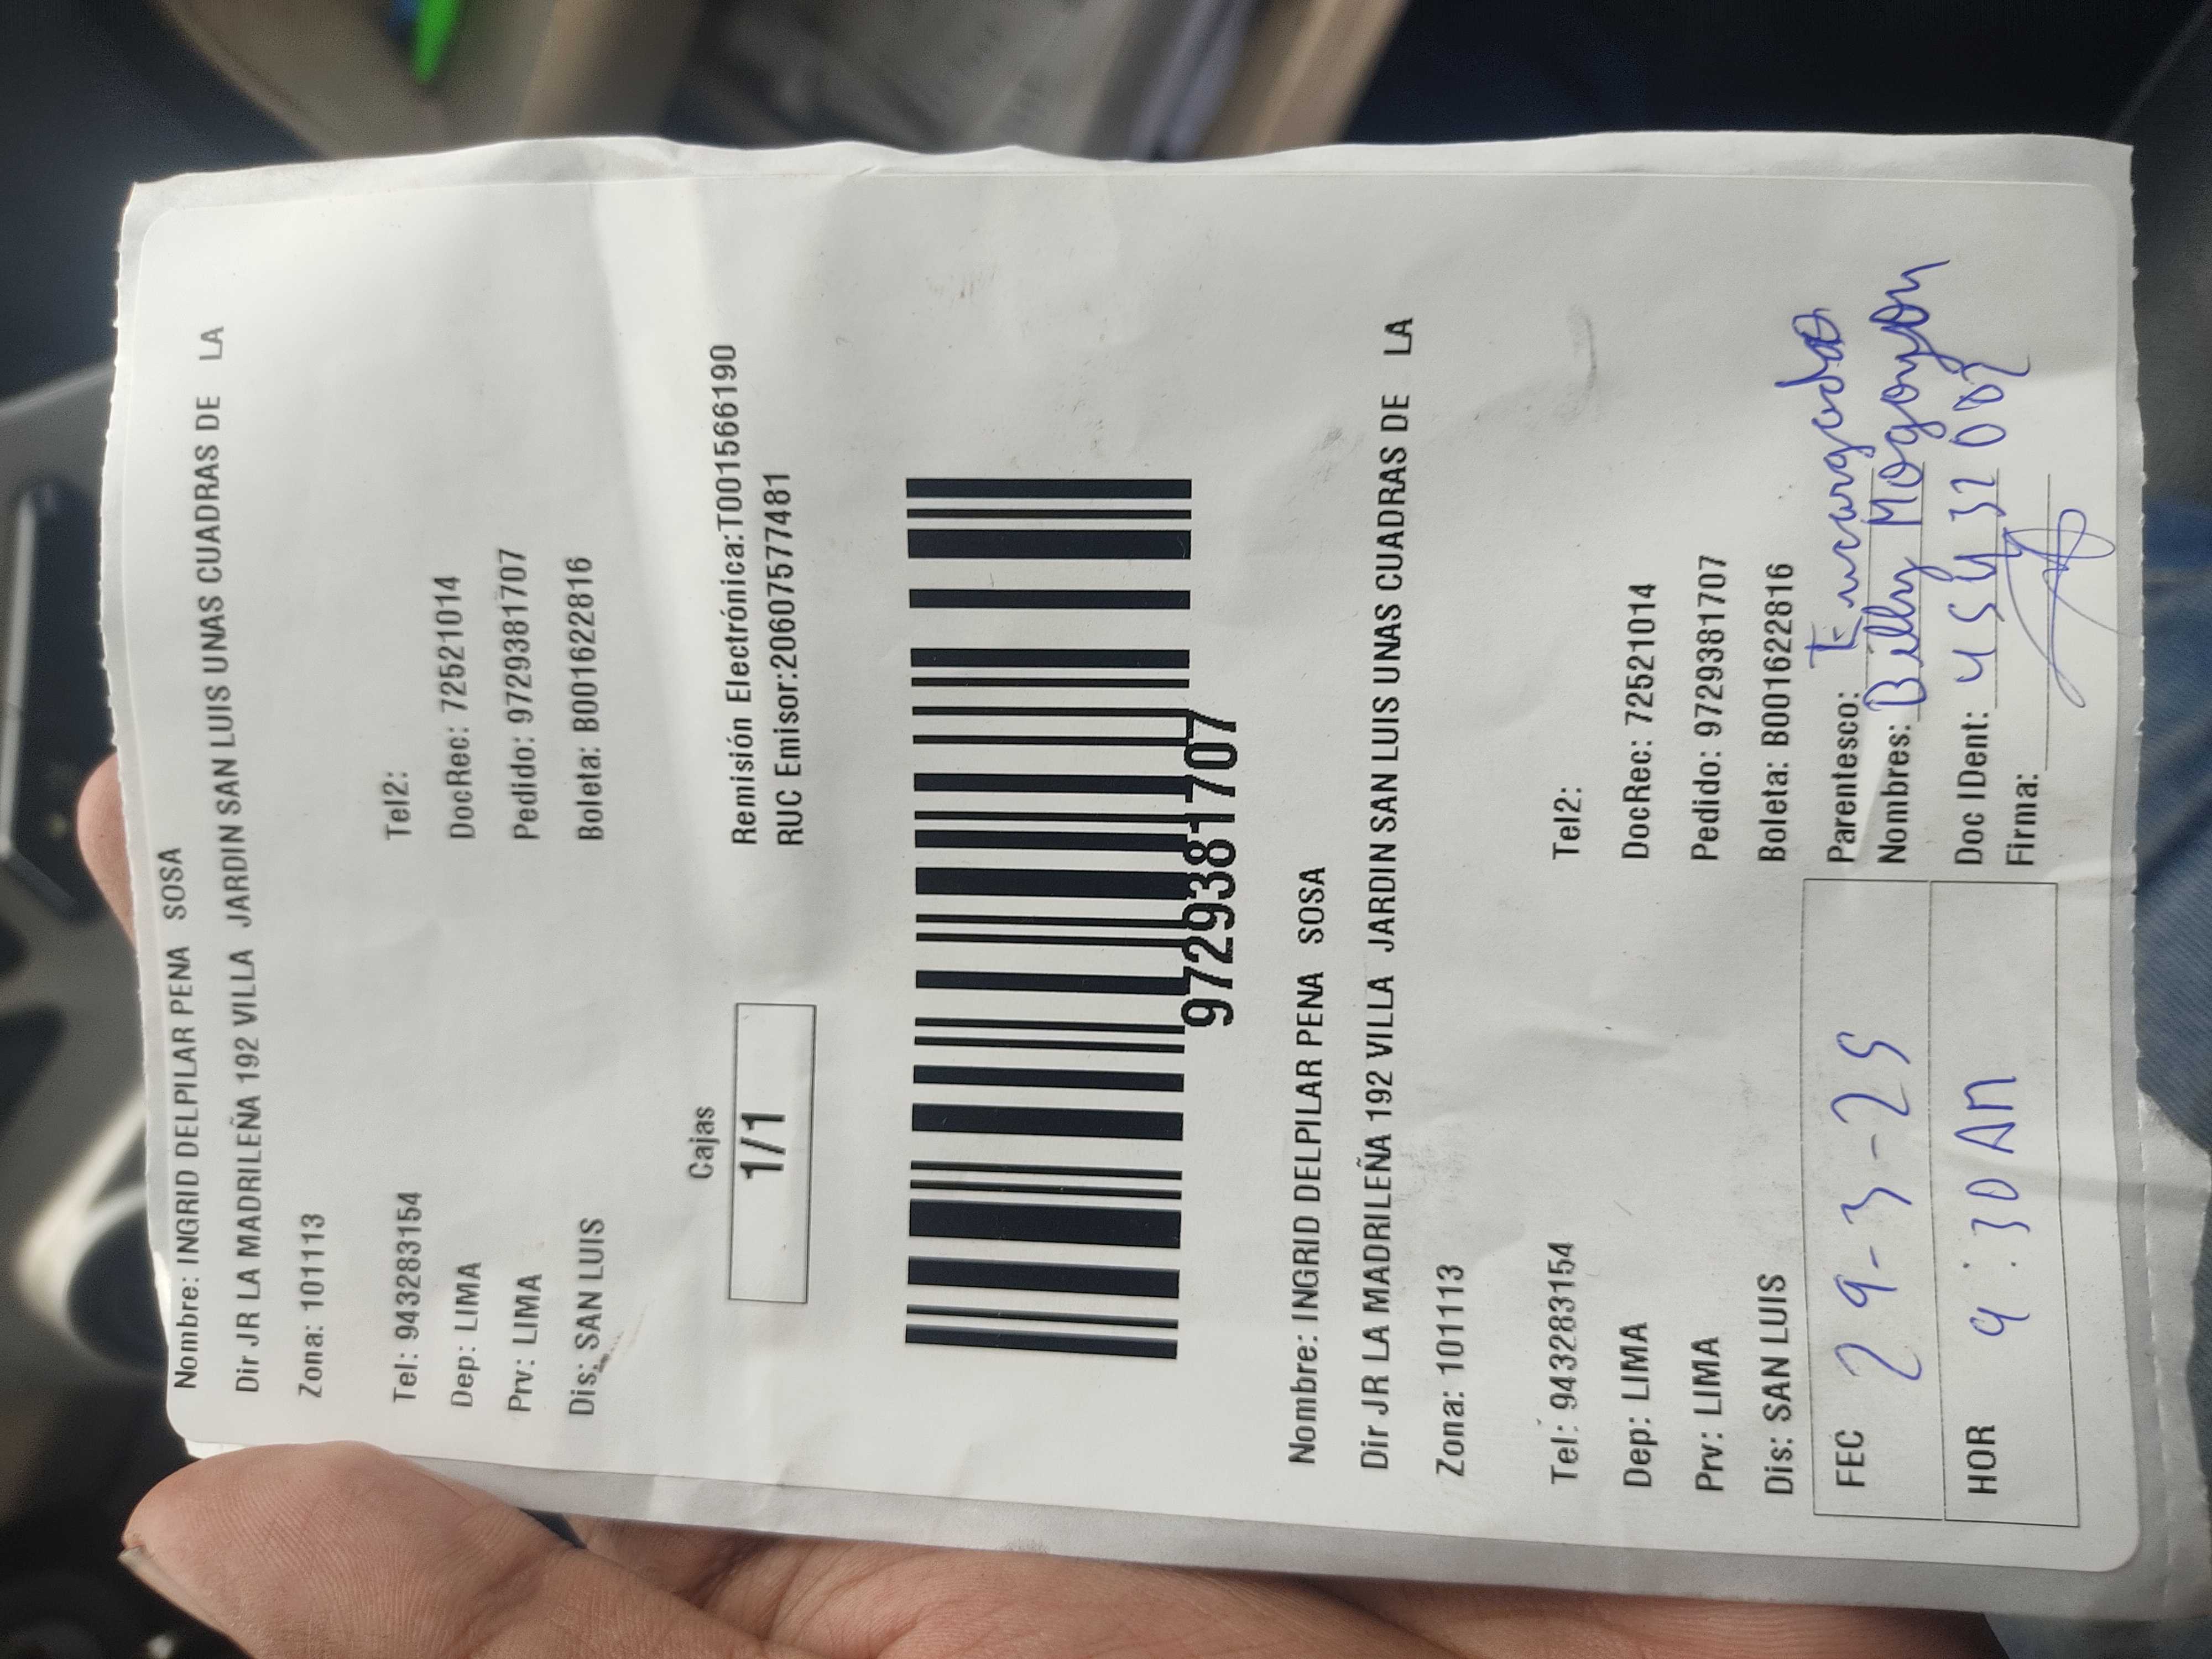 Nombre: INGRID DELPILAR PENA SOSA
Dir JR LA MADRILEÑA 192 VILLA JARDIN SAN LUIS UNAS CUADRAS DE LA
Zona: 101113
Tel: 943283154 Tel2:
Dep: LIMA DocRec: 72521014
Prv: LIMA Pedido: 9729381707
Dis: SAN LUIS Boleta: B001622816
Cajas
1/1
Remisión Electrónica:T001566190
RUC Emisor:20607577481
9729381707
Nombre: INGRID DELPILAR PENA SOSA
Dir JR LA MADRILEÑA 192 VILLA JARDIN SAN LUIS UNAS CUADRAS DE LA
Zona: 101113
Tel: 943283154 Tel2:
Dep: LIMA DocRec: 72521014
Prv: LIMA Pedido: 9729381707
Dis: SAN LUIS Boleta: B001622816
FEC 29-3-25 Parentesco: Encargado
Nombres: Billy Mogoyon
HOR 9:30 AM Doc IDent: 45432002
Firma: